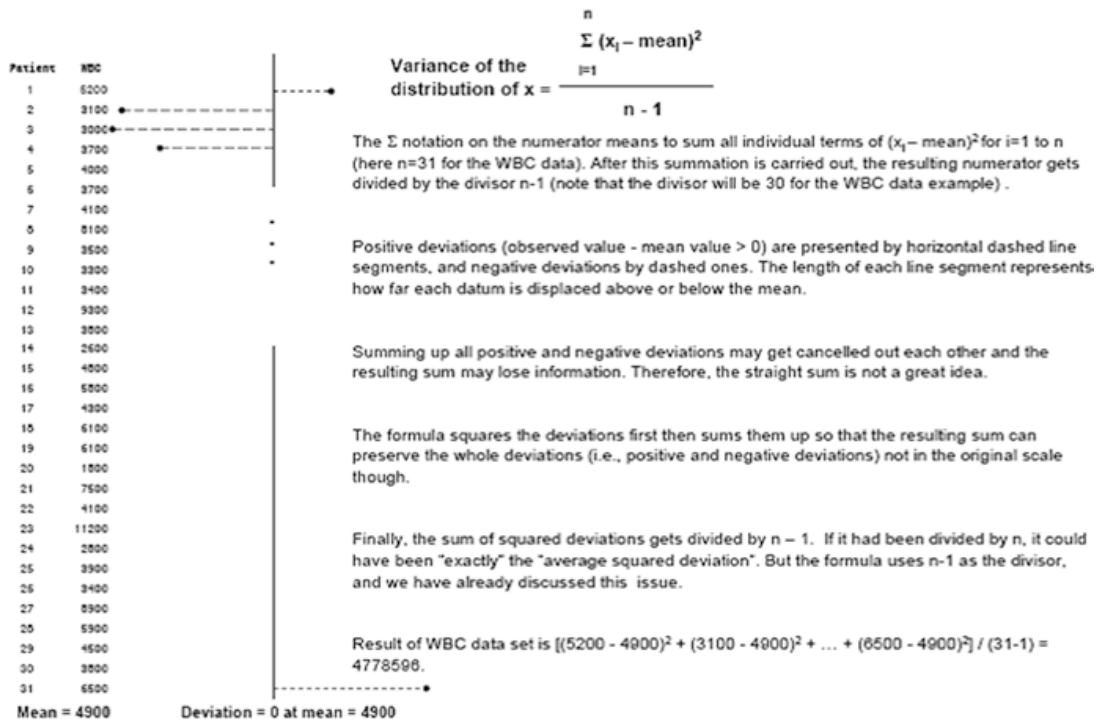 n
Σ (xᵢ – mean)²
Variance of the
i=1
distribution of x =
n - 1
Patient WBC
1 5200
2 3100
3 3000
4 3700
5 4000
6 3700
7 4100
8
9 3500
10 3300
11 3400
12 9300
13
14 2600
15
16
17 4300
18 6100
19 6100
20
21 7500
22 4100
23 11200
24
25 3900
26 3400
27
28 5900
29 4500
30
31 6500
Mean = 4900
Deviation = 0 at mean = 4900
The Σ notation on the numerator means to sum all individual terms of (xᵢ – mean)² for i=1 to n
(here n=31 for the WBC data). After this summation is carried out, the resulting numerator gets
divided by the divisor n-1 (note that the divisor will be 30 for the WBC data example) .
Positive deviations (observed value - mean value > 0) are presented by horizontal dashed line
segments, and negative deviations by dashed ones. The length of each line segment represents
how far each datum is displaced above or below the mean.
Summing up all positive and negative deviations may get cancelled out each other and the
resulting sum may lose information. Therefore, the straight sum is not a great idea.
The formula squares the deviations first then sums them up so that the resulting sum can
preserve the whole deviations (i.e., positive and negative deviations) not in the original scale
though.
Finally, the sum of squared deviations gets divided by n – 1. If it had been divided by n, it could
have been "exactly" the "average squared deviation". But the formula uses n-1 as the divisor,
and we have already discussed this issue.
Result of WBC data set is [(5200 - 4900)² + (3100 - 4900)² + … + (6500 - 4900)²] / (31-1) =
4778596.